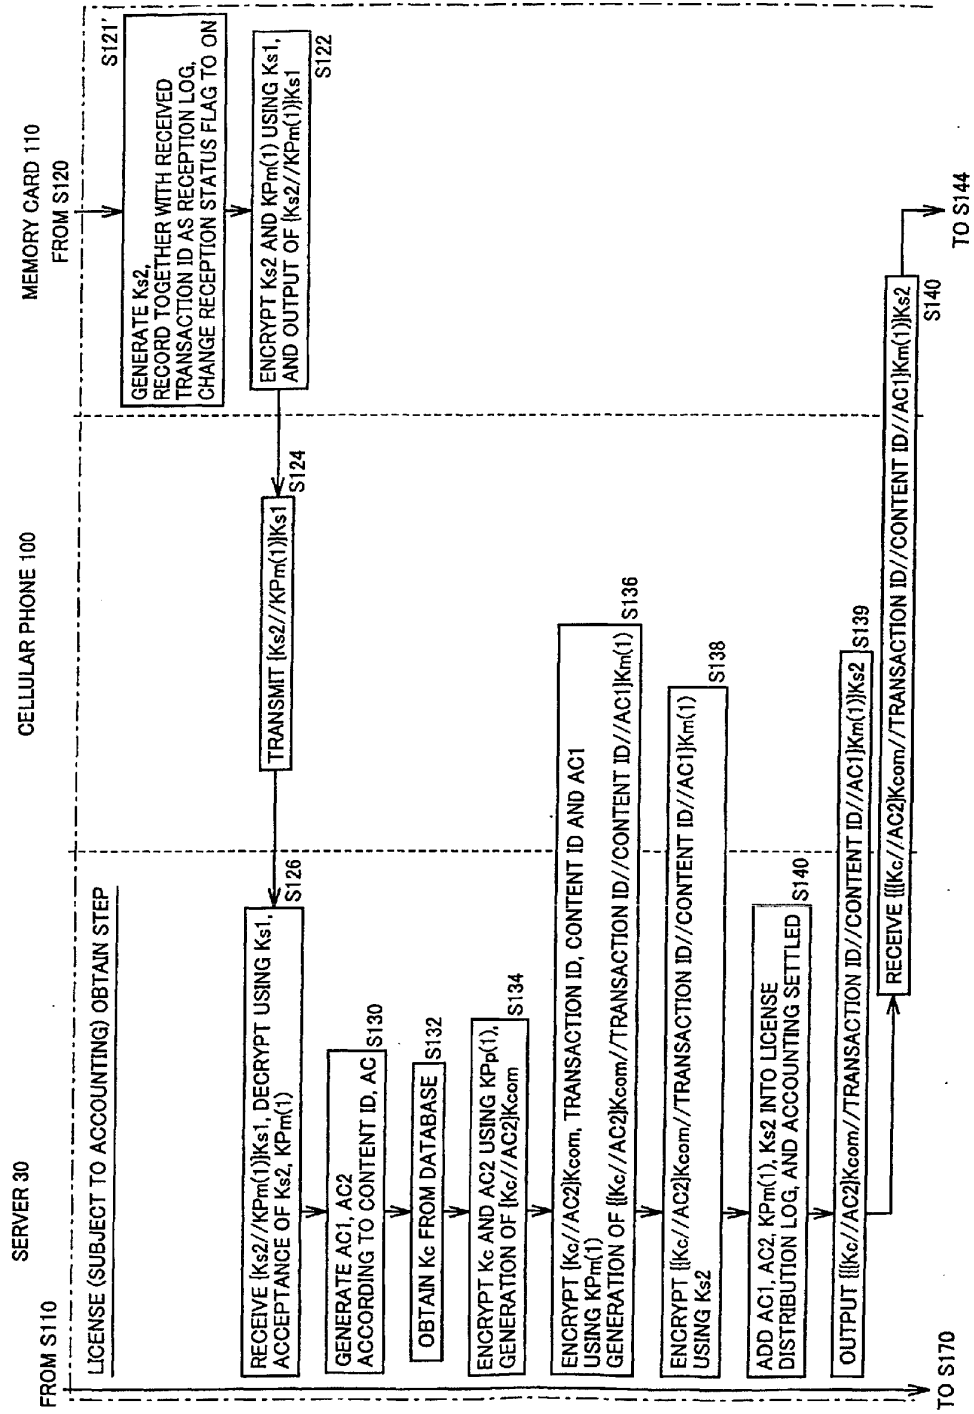 SERVER 30
CELLULAR PHONE 100
MEMORY CARD 110
FROM S110
FROM S120
LICENSE (SUBJECT TO ACCOUNTING) OBTAIN STEP
GENERATE Ks2,
RECORD TOGETHER WITH RECEIVED
TRANSACTION ID AS RECEPTION LOG,
CHANGE RECEPTION STATUS FLAG TO ON
S121'
ENCRYPT Ks2 AND KPm(1) USING Ks1,
AND OUTPUT OF {Ks2//KPm(1)}Ks1
S122
TRANSMIT {Ks2//KPm(1)}Ks1
S124
RECEIVE {Ks2//KPm(1)}Ks1, DECRYPT USING Ks1,
ACCEPTANCE OF Ks2, KPm(1)
S126
GENERATE AC1, AC2
ACCORDING TO CONTENT ID, AC
S130
OBTAIN Kc FROM DATABASE
S132
ENCRYPT Kc AND AC2 USING KPp(1),
GENERATION OF {Kc//AC2}Kcom
S134
ENCRYPT {Kc//AC2}Kcom, TRANSACTION ID, CONTENT ID AND AC1
USING KPm(1)
GENERATION OF {{Kc//AC2}Kcom//TRANSACTION ID//CONTENT ID//AC1}Km(1)
S136
ENCRYPT {{Kc//AC2}Kcom//TRANSACTION ID//CONTENT ID//AC1}Km(1)
USING Ks2
S138
ADD AC1, AC2, KPm(1), Ks2 INTO LICENSE
DISTRIBUTION LOG, AND ACCOUNTING SETTLED
S140
OUTPUT {{{Kc//AC2}Kcom//TRANSACTION ID//CONTENT ID//AC1}Km(1)}Ks2
S139
RECEIVE {{{Kc//AC2}Kcom//TRANSACTION ID//CONTENT ID//AC1}Km(1)}Ks2
S140
TO S144
TO S170